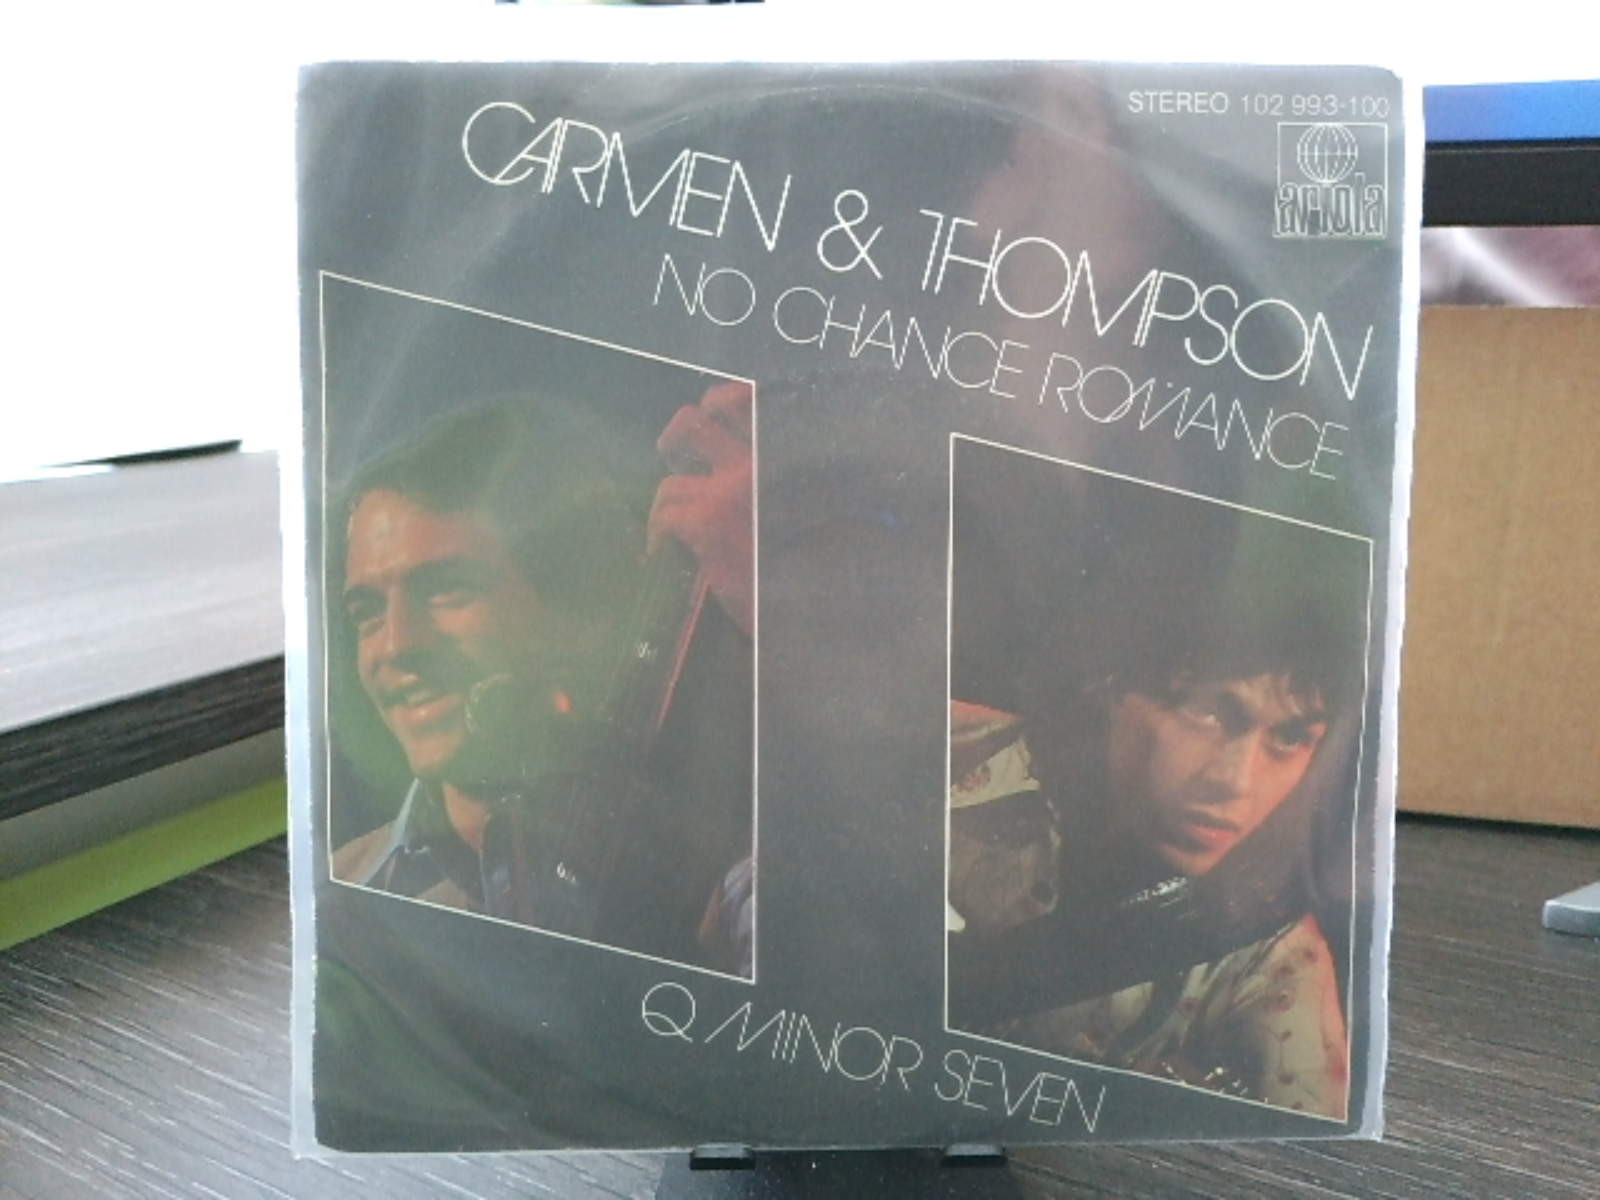 STEREO 102 993-100
ariola
CARMEN & THOMPSON
NO CHANCE ROMANCE
Q MINOR SEVEN